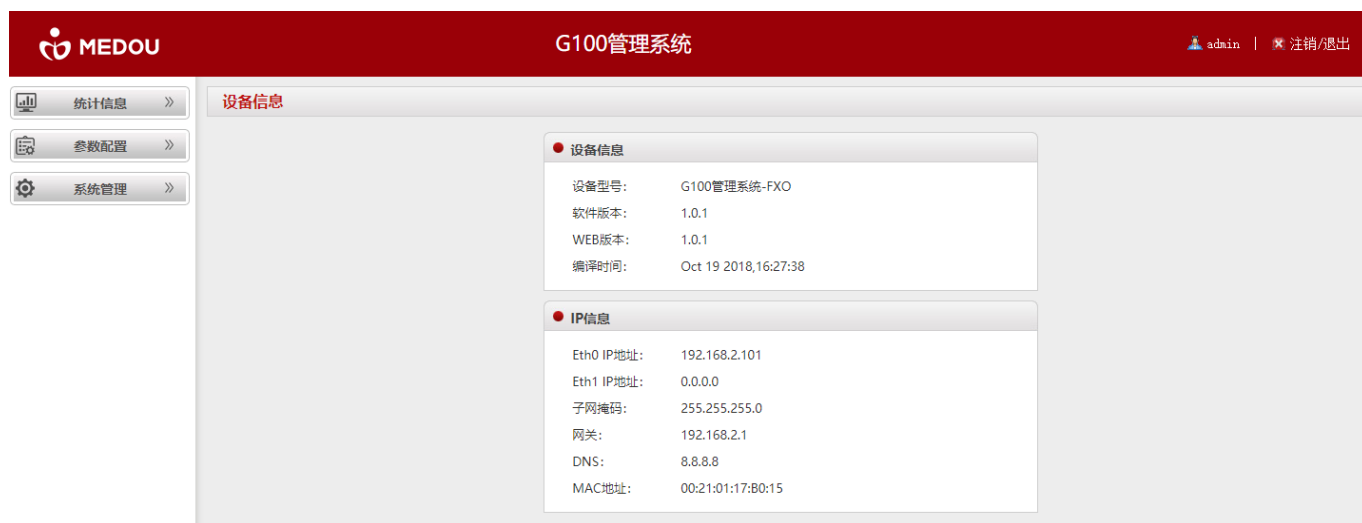 MEDOU
G100管理系统
admin | 注销/退出
统计信息 »
参数配置 »
系统管理 »
设备信息
设备信息
设备型号: G100管理系统-FXO
软件版本: 1.0.1
WEB版本: 1.0.1
编译时间: Oct 19 2018,16:27:38
IP信息
Eth0 IP地址: 192.168.2.101
Eth1 IP地址: 0.0.0.0
子网掩码: 255.255.255.0
网关: 192.168.2.1
DNS: 8.8.8.8
MAC地址: 00:21:01:17:B0:15